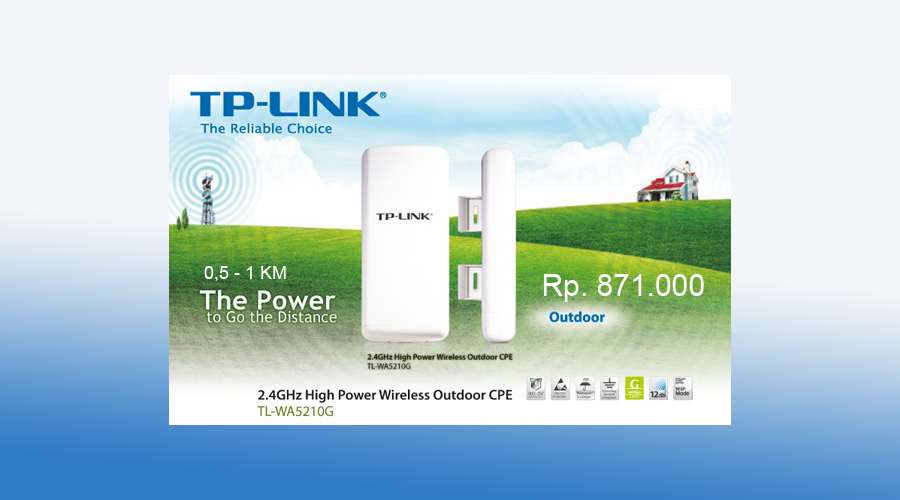 TP-LINK®
The Reliable Choice
TP-LINK®
0,5 - 1 KM
The Power
to Go the Distance
Rp. 871.000
Outdoor
2.4GHz High Power Wireless Outdoor CPE
TL-WA5210G
2.4GHz High Power Wireless Outdoor CPE
TL-WA5210G
G
12dBi
Mode